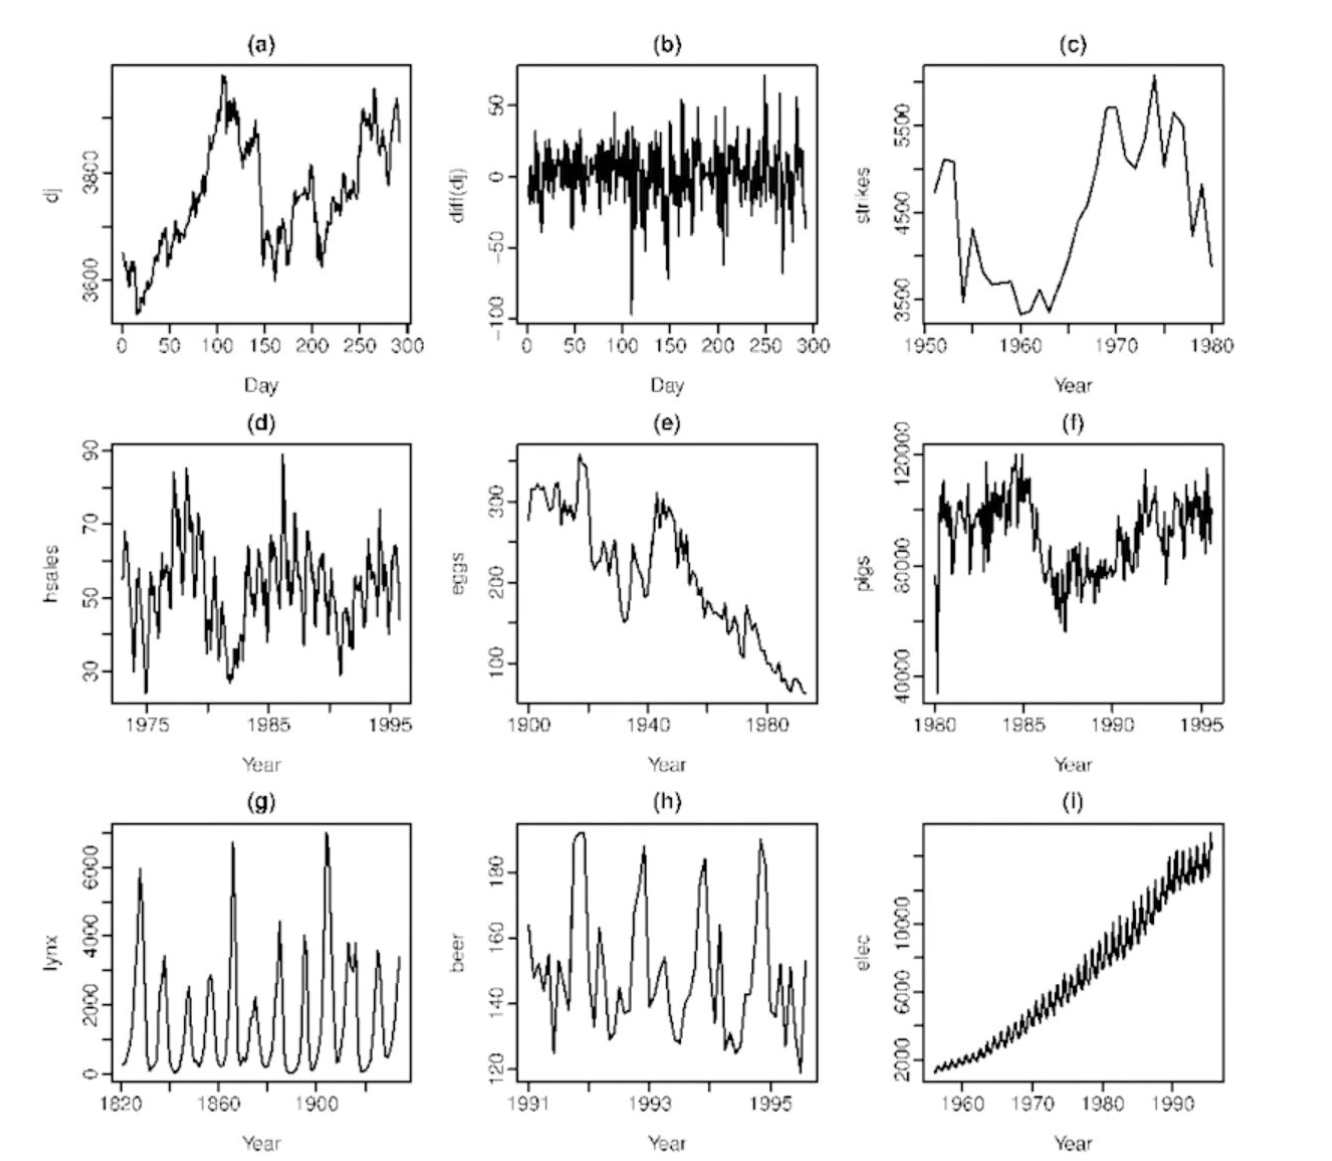 (a)
dj
3600 3800
0 50 100 150 200 250 300
Day
(b)
diff(dj)
-100 -50 0 50
0 50 100 150 200 250 300
Day
(c)
strikes
3500 4500 5500
1950 1960 1970 1980
Year
(d)
hsales
30 50 70 90
1975 1985 1995
Year
(e)
eggs
100 200 300
1900 1940 1980
Year
(f)
pigs
40000 80000 120000
1980 1985 1990 1995
Year
(g)
lynx
0 2000 4000 6000
1820 1860 1900
Year
(h)
beer
120 140 160 180
1991 1993 1995
Year
(i)
elec
2000 6000 10000
1960 1970 1980 1990
Year